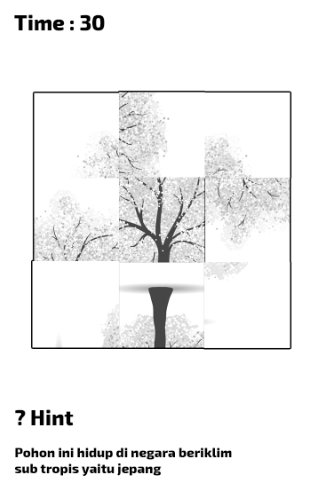 Time : 30
? Hint
Pohon ini hidup di negara beriklim
sub tropis yaitu jepang